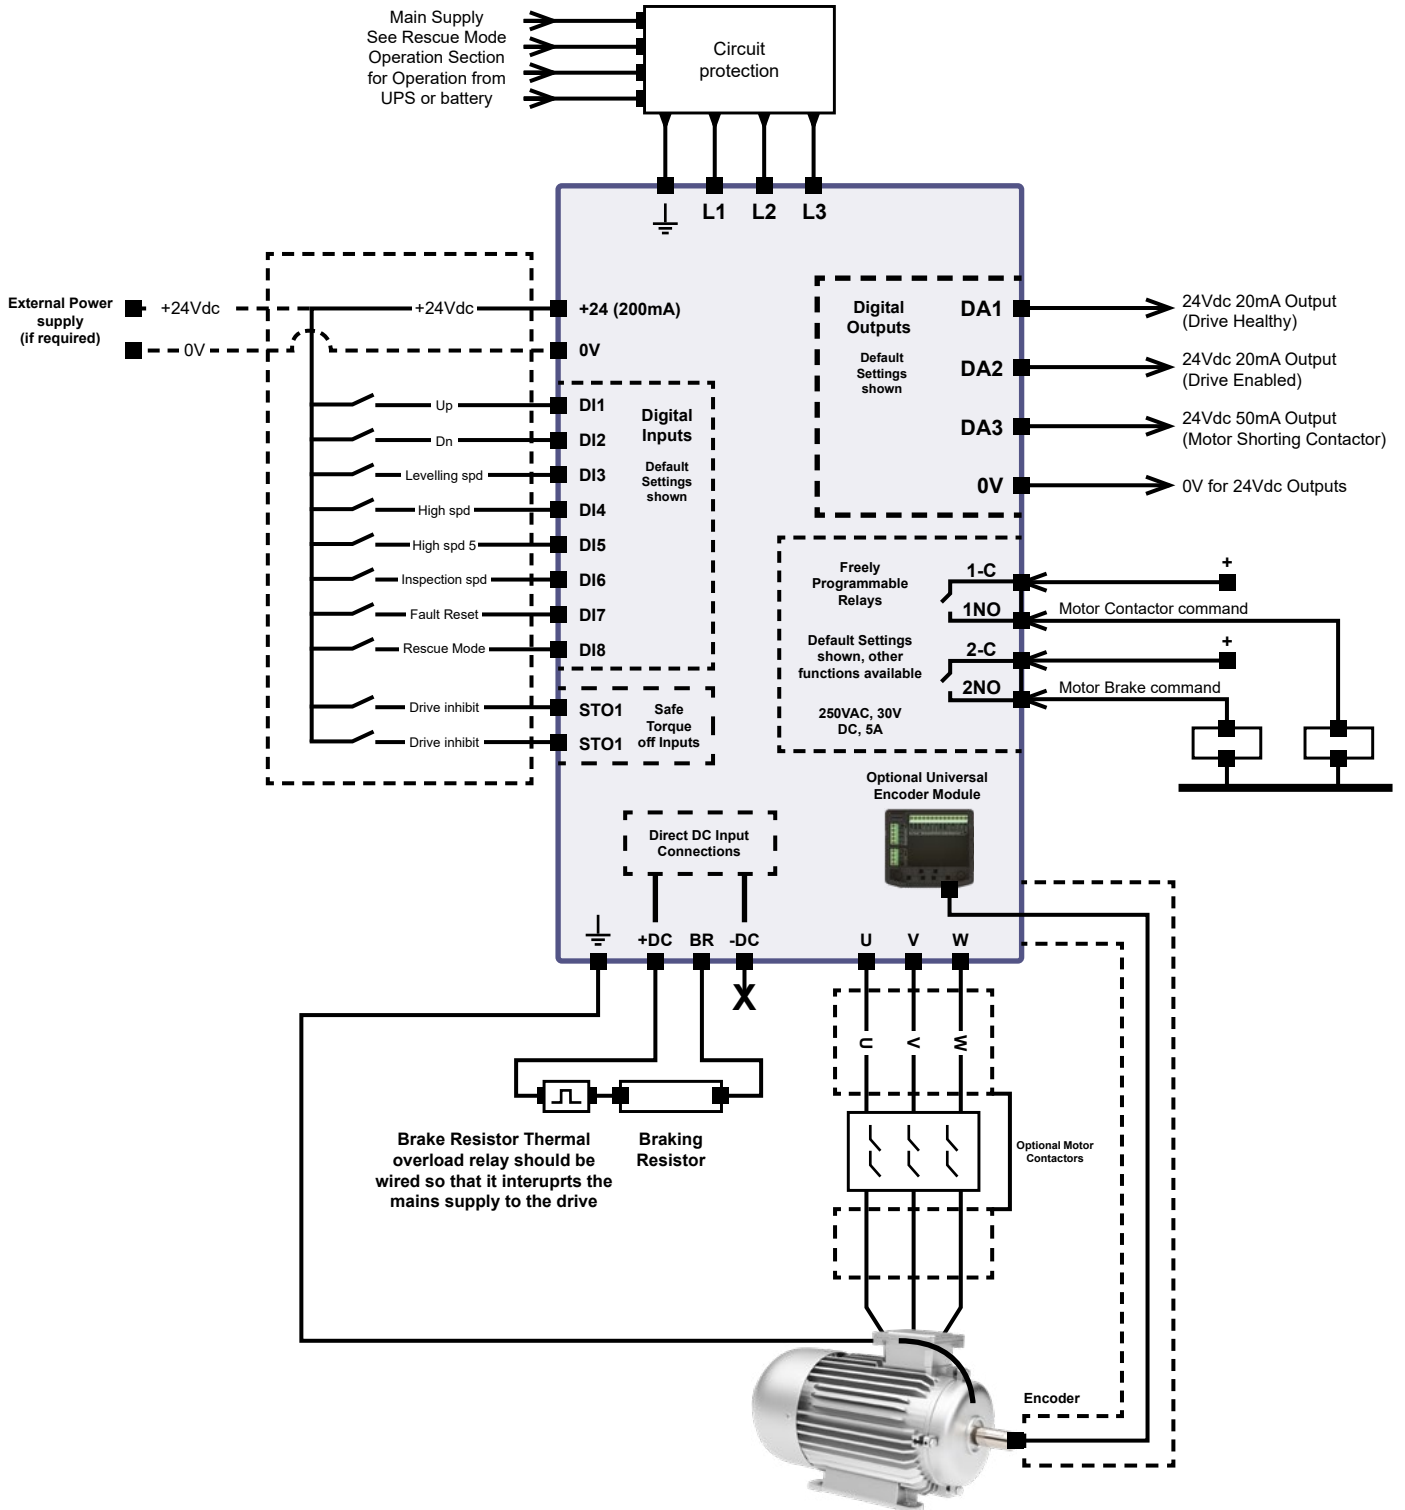 Main Supply
See Rescue Mode
Operation Section
for Operation from
UPS or battery
Circuit
protection
L1 L2 L3
External Power
supply
(if required)
+24Vdc
+24Vdc
+24 (200mA)
0V
0V
Up
DI1
Dn
DI2
Levelling spd
DI3
High spd
DI4
High spd 5
DI5
Inspection spd
DI6
Fault Reset
DI7
Rescue Mode
DI8
Digital
Inputs
Default
Settings
shown
Drive inhibit
STO1
Drive inhibit
STO1
Safe
Torque
off Inputs
Digital
Outputs
Default
Settings
shown
DA1
24Vdc 20mA Output
(Drive Healthy)
DA2
24Vdc 20mA Output
(Drive Enabled)
DA3
24Vdc 50mA Output
(Motor Shorting Contactor)
0V
0V for 24Vdc Outputs
Freely
Programmable
Relays
Default Settings
shown, other
functions available
250VAC, 30V
DC, 5A
1-C
+
1NO
Motor Contactor command
2-C
+
2NO
Motor Brake command
Optional Universal
Encoder Module
Direct DC Input
Connections
+DC BR -DC
U V W
X
U V W
Brake Resistor Thermal
overload relay should be
wired so that it interuprts the
mains supply to the drive
Braking
Resistor
Optional Motor
Contactors
Encoder